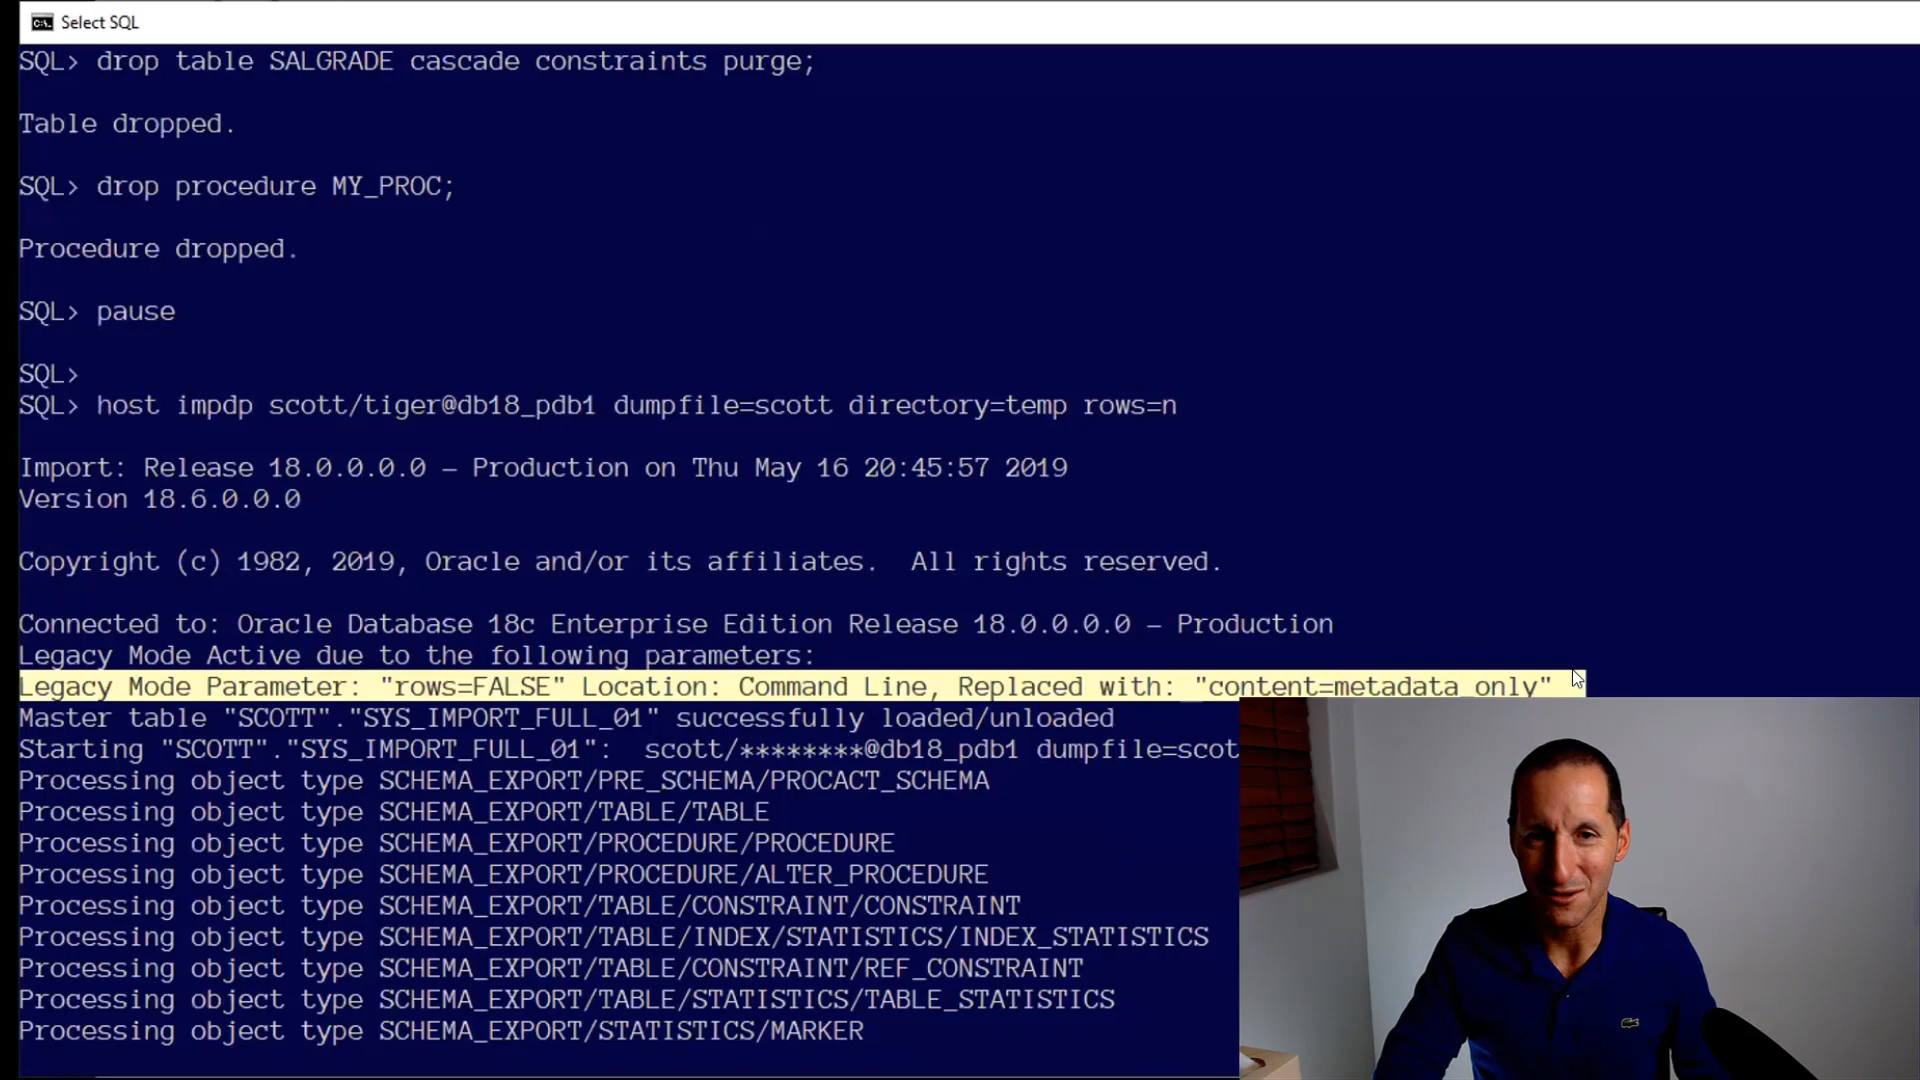 Select SQL
SQL> drop table SALGRADE cascade constraints purge;
Table dropped.
SQL> drop procedure MY_PROC;
Procedure dropped.
SQL> pause
SQL>
SQL> host impdp scott/tiger@db18_pdb1 dumpfile=scott directory=temp rows=n
Import: Release 18.0.0.0.0 - Production on Thu May 16 20:45:57 2019
Version 18.6.0.0.0
Copyright (c) 1982, 2019, Oracle and/or its affiliates.  All rights reserved.
Connected to: Oracle Database 18c Enterprise Edition Release 18.0.0.0.0 - Production
Legacy Mode Active due to the following parameters:
Legacy Mode Parameter: "rows=FALSE" Location: Command Line, Replaced with: "content=metadata_only"
Master table "SCOTT"."SYS_IMPORT_FULL_01" successfully loaded/unloaded
Starting "SCOTT"."SYS_IMPORT_FULL_01":  scott/********@db18_pdb1 dumpfile=scot
Processing object type SCHEMA_EXPORT/PRE_SCHEMA/PROCACT_SCHEMA
Processing object type SCHEMA_EXPORT/TABLE/TABLE
Processing object type SCHEMA_EXPORT/PROCEDURE/PROCEDURE
Processing object type SCHEMA_EXPORT/PROCEDURE/ALTER_PROCEDURE
Processing object type SCHEMA_EXPORT/TABLE/CONSTRAINT/CONSTRAINT
Processing object type SCHEMA_EXPORT/TABLE/INDEX/STATISTICS/INDEX_STATISTICS
Processing object type SCHEMA_EXPORT/TABLE/CONSTRAINT/REF_CONSTRAINT
Processing object type SCHEMA_EXPORT/TABLE/STATISTICS/TABLE_STATISTICS
Processing object type SCHEMA_EXPORT/STATISTICS/MARKER